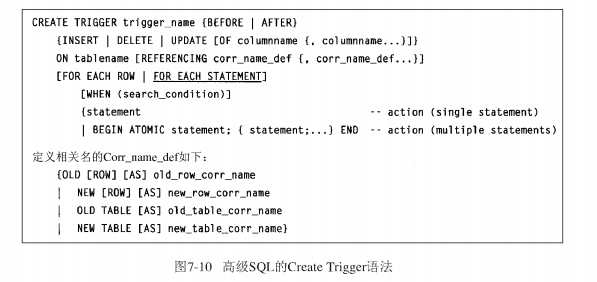 CREATE TRIGGER trigger_name {BEFORE | AFTER}
{INSERT | DELETE | UPDATE [OF columnname {, columnname...}]}
ON tablename [REFERENCING corr_name_def {, corr_name_def...}]
[FOR EACH ROW | FOR EACH STATEMENT]
[WHEN (search_condition)]
{statement -- action (single statement)
| BEGIN ATOMIC statement; { statement;...} END -- action (multiple statements)
定义相关名的Corr_name_def如下:
{OLD [ROW] [AS] old_row_corr_name
| NEW [ROW] [AS] new_row_corr_name
| OLD TABLE [AS] old_table_corr_name
| NEW TABLE [AS] new_table_corr_name}
图7-10 高级SQL的Create Trigger语法